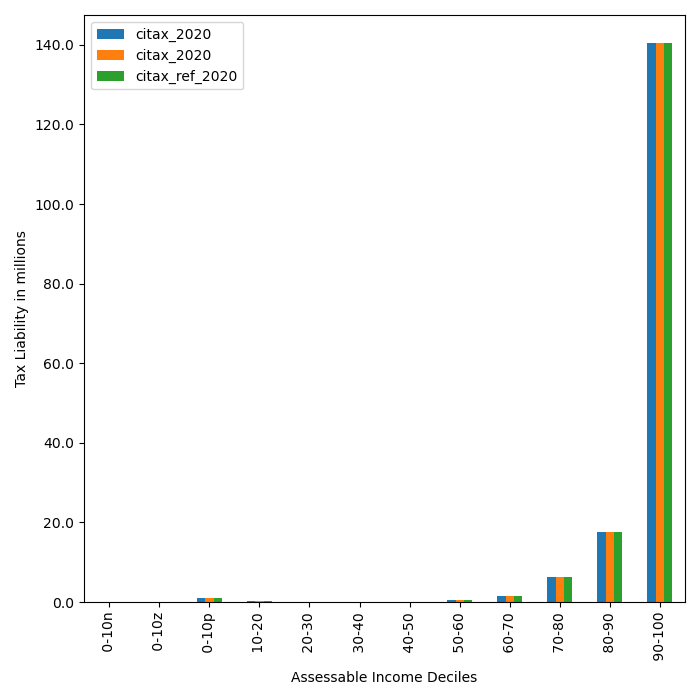 citax_2020
citax_2020
citax_ref_2020
140.0
120.0
100.0
80.0
60.0
40.0
20.0
0.0
Tax Liability in millions
0-10n
0-10z
0-10p
10-20
20-30
30-40
40-50
50-60
60-70
70-80
80-90
90-100
Assessable Income Deciles